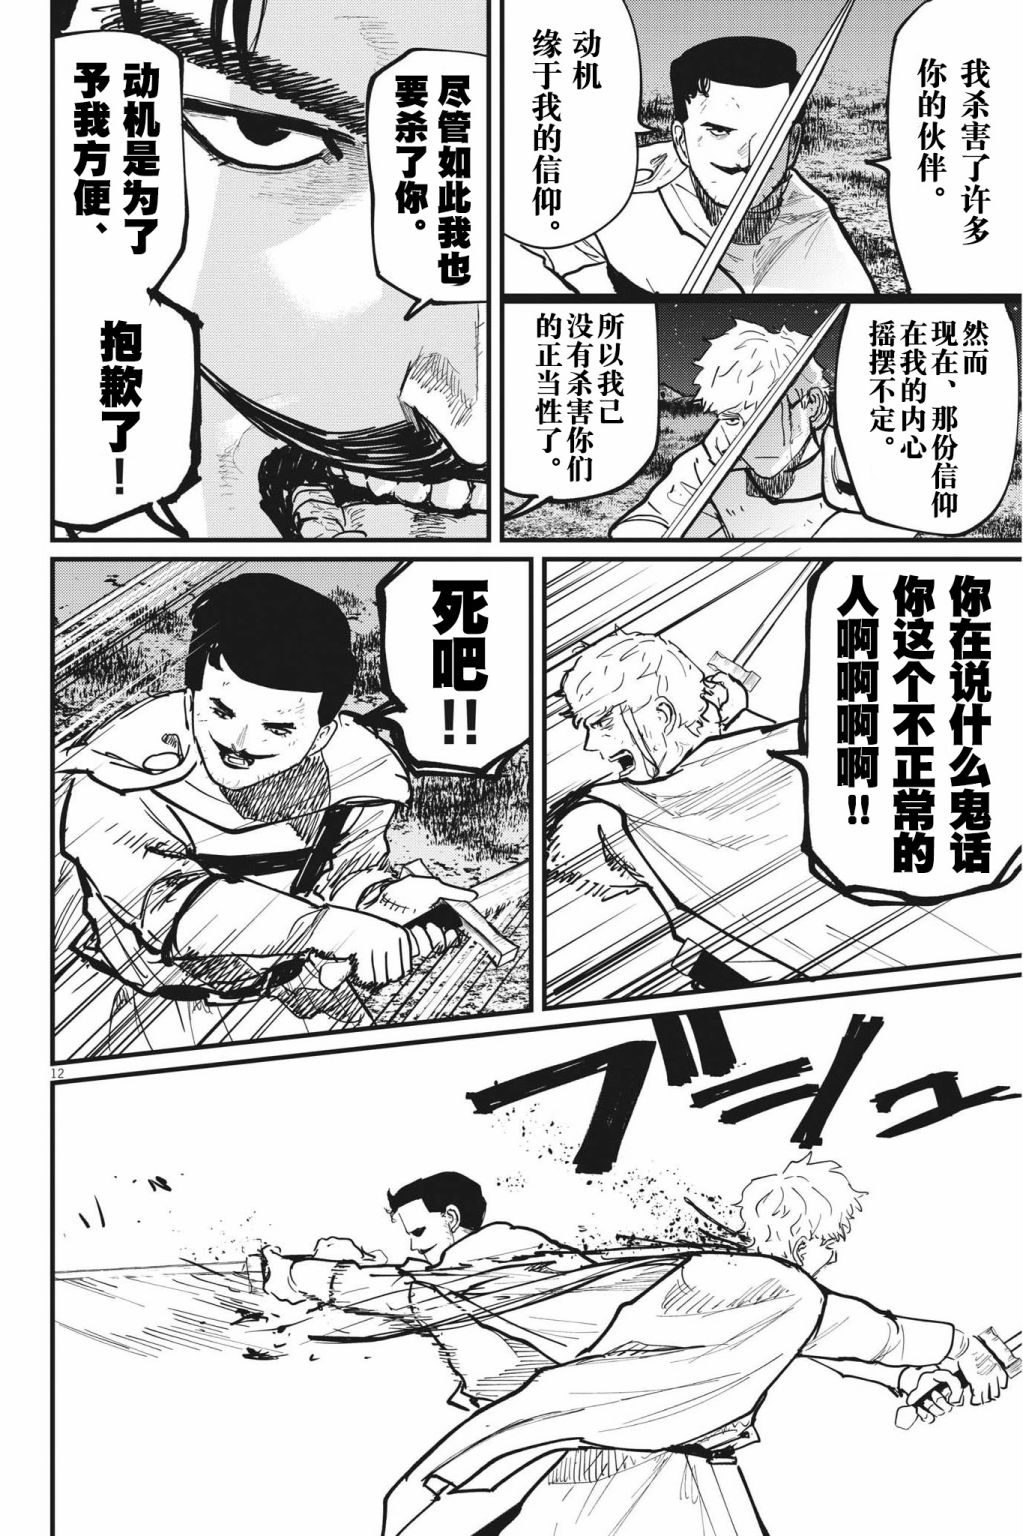 我杀害了许多
你的伙伴。
动机
缘于我的信仰。
然而
现在、那份信仰
在我的内心
摇摆不定。
所以我已
没有杀害你们
的正当性了。
尽管如此我也
要杀了你。
动机是为了
予我方便、
抱歉了!
你在说什么鬼话
你这个不正常的
人啊啊啊啊!!
死吧!!
12
ブシュ